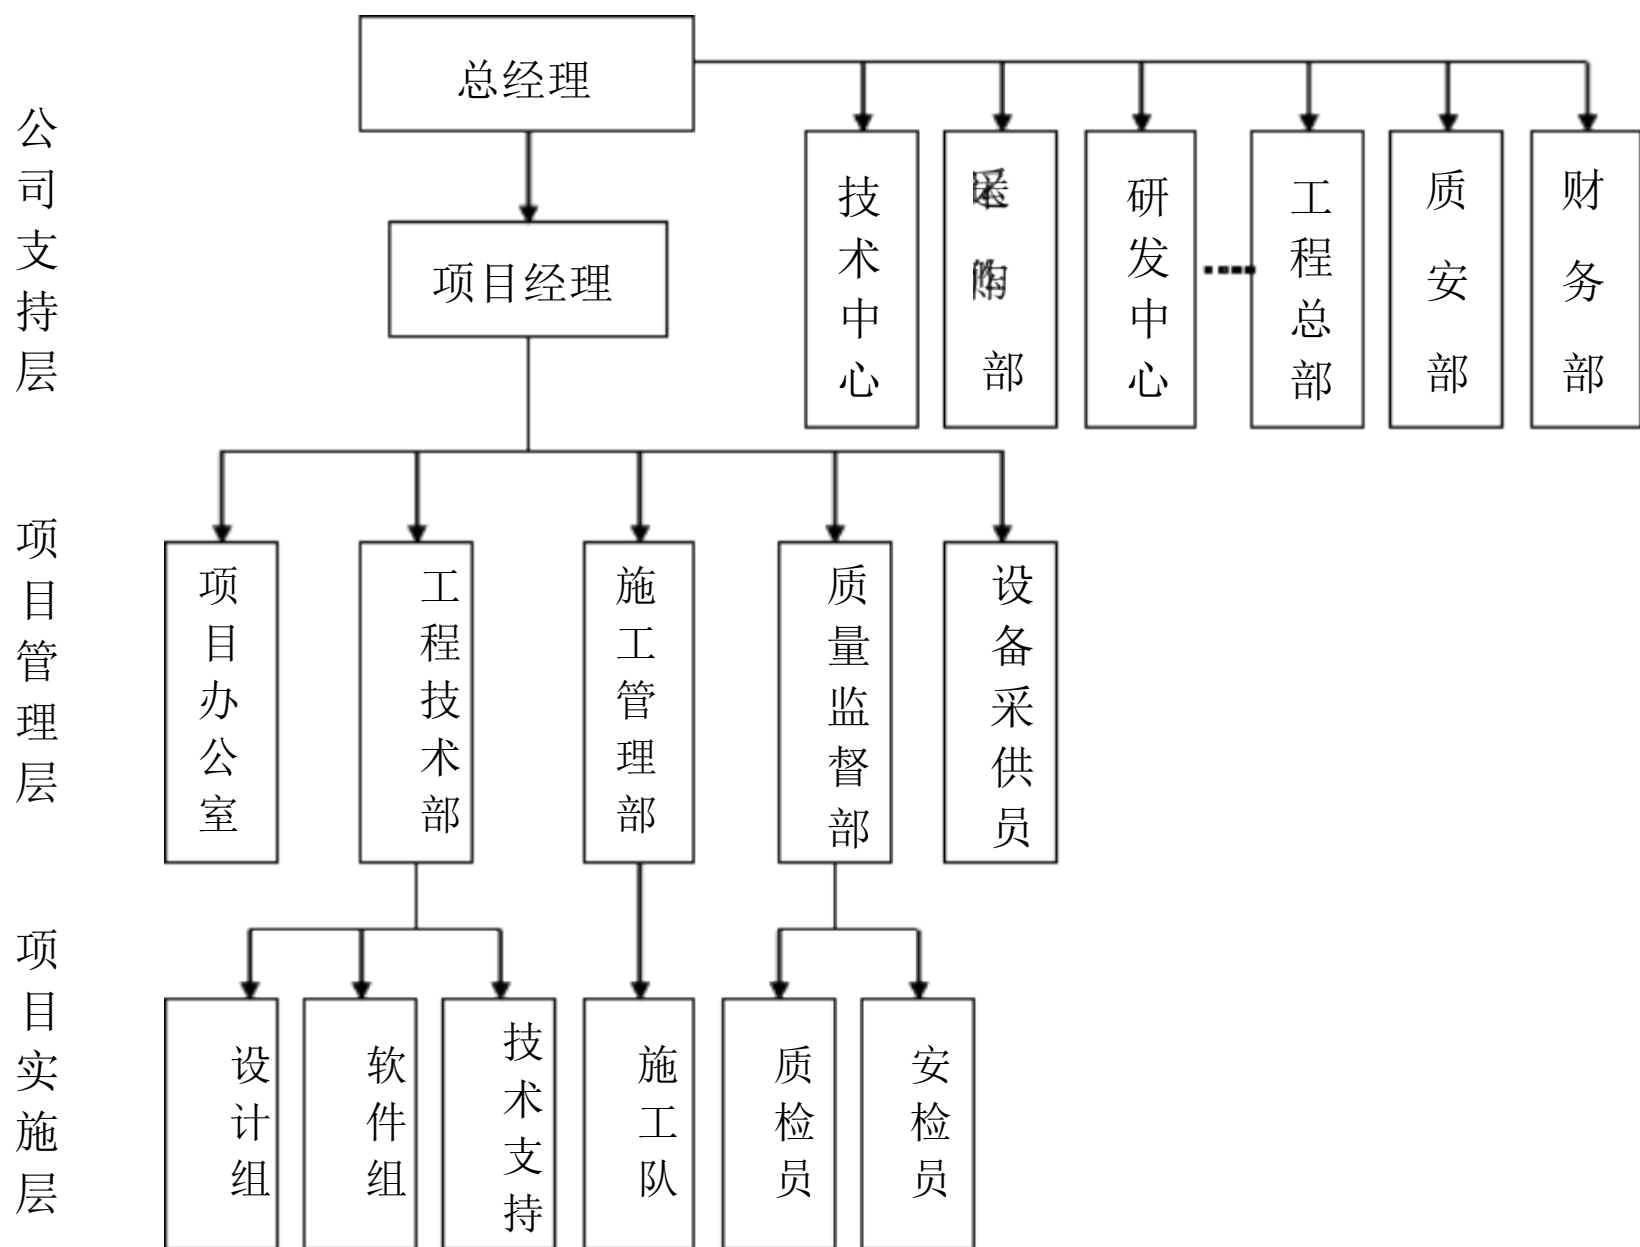 公司支持层
总经理
项目经理
技术中心
采购部
研发中心
工程总部
质安部
财务部
项目管理层
项目办公室
工程技术部
施工管理部
质量监督部
设备采供员
项目实施层
设计组
软件组
技术支持
施工队
质检员
安检员